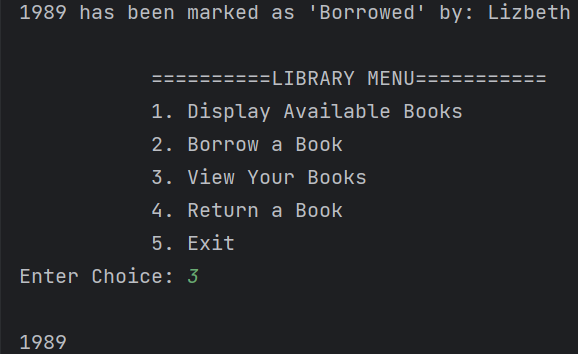 1989 has been marked as 'Borrowed' by: Lizbeth
==========LIBRARY MENU===========
1. Display Available Books
2. Borrow a Book
3. View Your Books
4. Return a Book
5. Exit
Enter Choice: 3
1989